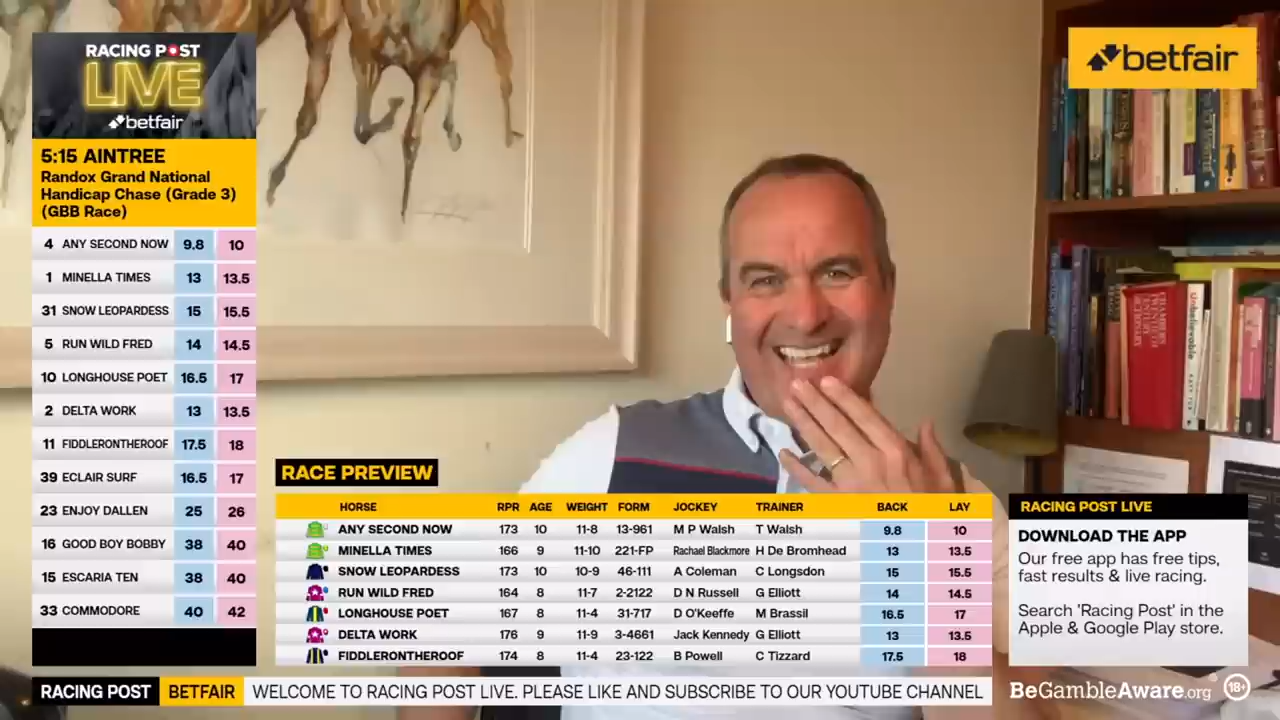 RACING POST
LIVE
betfair
betfair
5:15 AINTREE
Randox Grand National
Handicap Chase (Grade 3)
(GBB Race)
4 ANY SECOND NOW 9.8 10
1 MINELLA TIMES 13 13.5
31 SNOW LEOPARDESS 15 15.5
5 RUN WILD FRED 14 14.5
10 LONGHOUSE POET 16.5 17
2 DELTA WORK 13 13.5
11 FIDDLERONTHEROOF 17.5 18
39 ECLAIR SURF 16.5 17
23 ENJOY DALLEN 25 26
16 GOOD BOY BOBBY 38 40
15 ESCARIA TEN 38 40
33 COMMODORE 40 42
CHAMBERS
TWENTIETH
CENTURY
DICTIONARY
unbelievable
RACE PREVIEW
HORSE RPR AGE WEIGHT FORM JOCKEY TRAINER BACK LAY
ANY SECOND NOW 173 10 11-8 13-961 M P Walsh T Walsh 9.8 10
MINELLA TIMES 166 9 11-10 221-FP Rachael Blackmore H De Bromhead 13 13.5
SNOW LEOPARDESS 173 10 10-9 46-111 A Coleman C Longsdon 15 15.5
RUN WILD FRED 164 8 11-7 2-2122 D N Russell G Elliott 14 14.5
LONGHOUSE POET 167 8 11-4 31-717 D O'Keeffe M Brassil 16.5 17
DELTA WORK 176 9 11-9 3-4661 Jack Kennedy G Elliott 13 13.5
FIDDLERONTHEROOF 174 8 11-4 23-122 B Powell C Tizzard 17.5 18
RACING POST LIVE
DOWNLOAD THE APP
Our free app has free tips,
fast results & live racing.
Search 'Racing Post' in the
Apple & Google Play store.
RACING POST BETFAIR WELCOME TO RACING POST LIVE. PLEASE LIKE AND SUBSCRIBE TO OUR YOUTUBE CHANNEL
BeGambleAware.org 18+